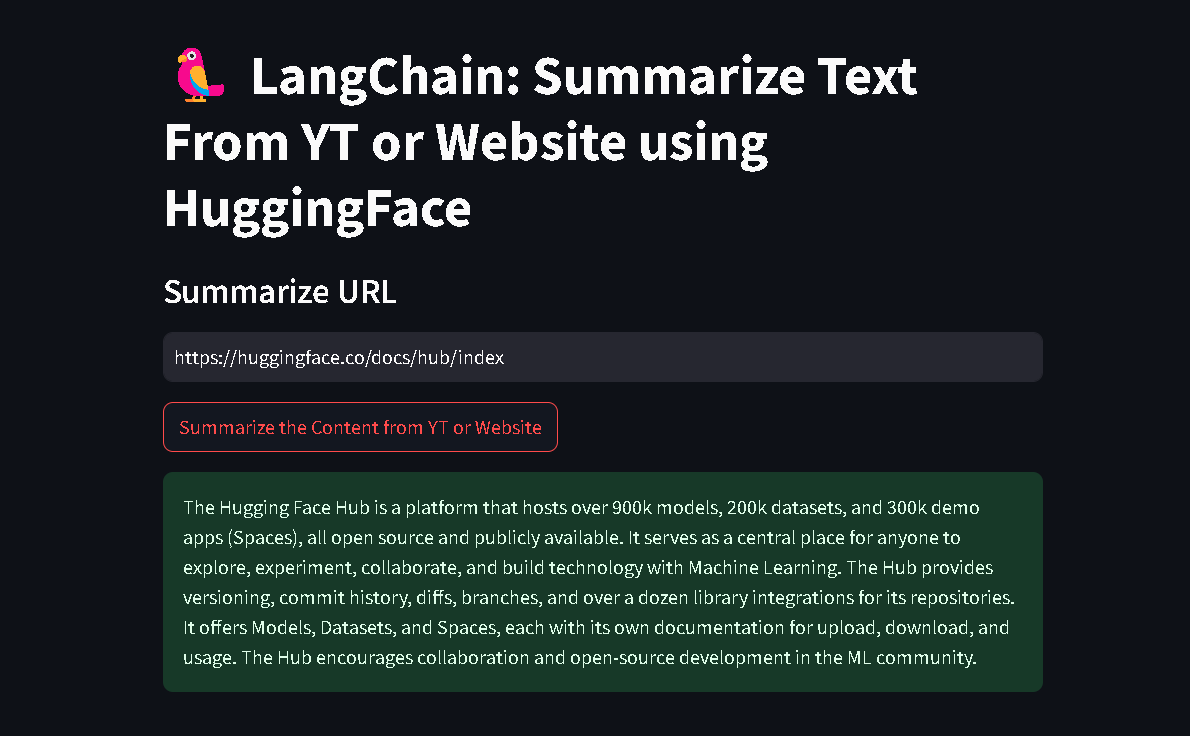 LangChain: Summarize Text
From YT or Website using
HuggingFace
Summarize URL
https://huggingface.co/docs/hub/index
Summarize the Content from YT or Website
The Hugging Face Hub is a platform that hosts over 900k models, 200k datasets, and 300k demo
apps (Spaces), all open source and publicly available. It serves as a central place for anyone to
explore, experiment, collaborate, and build technology with Machine Learning. The Hub provides
versioning, commit history, diffs, branches, and over a dozen library integrations for its repositories.
It offers Models, Datasets, and Spaces, each with its own documentation for upload, download, and
usage. The Hub encourages collaboration and open-source development in the ML community.